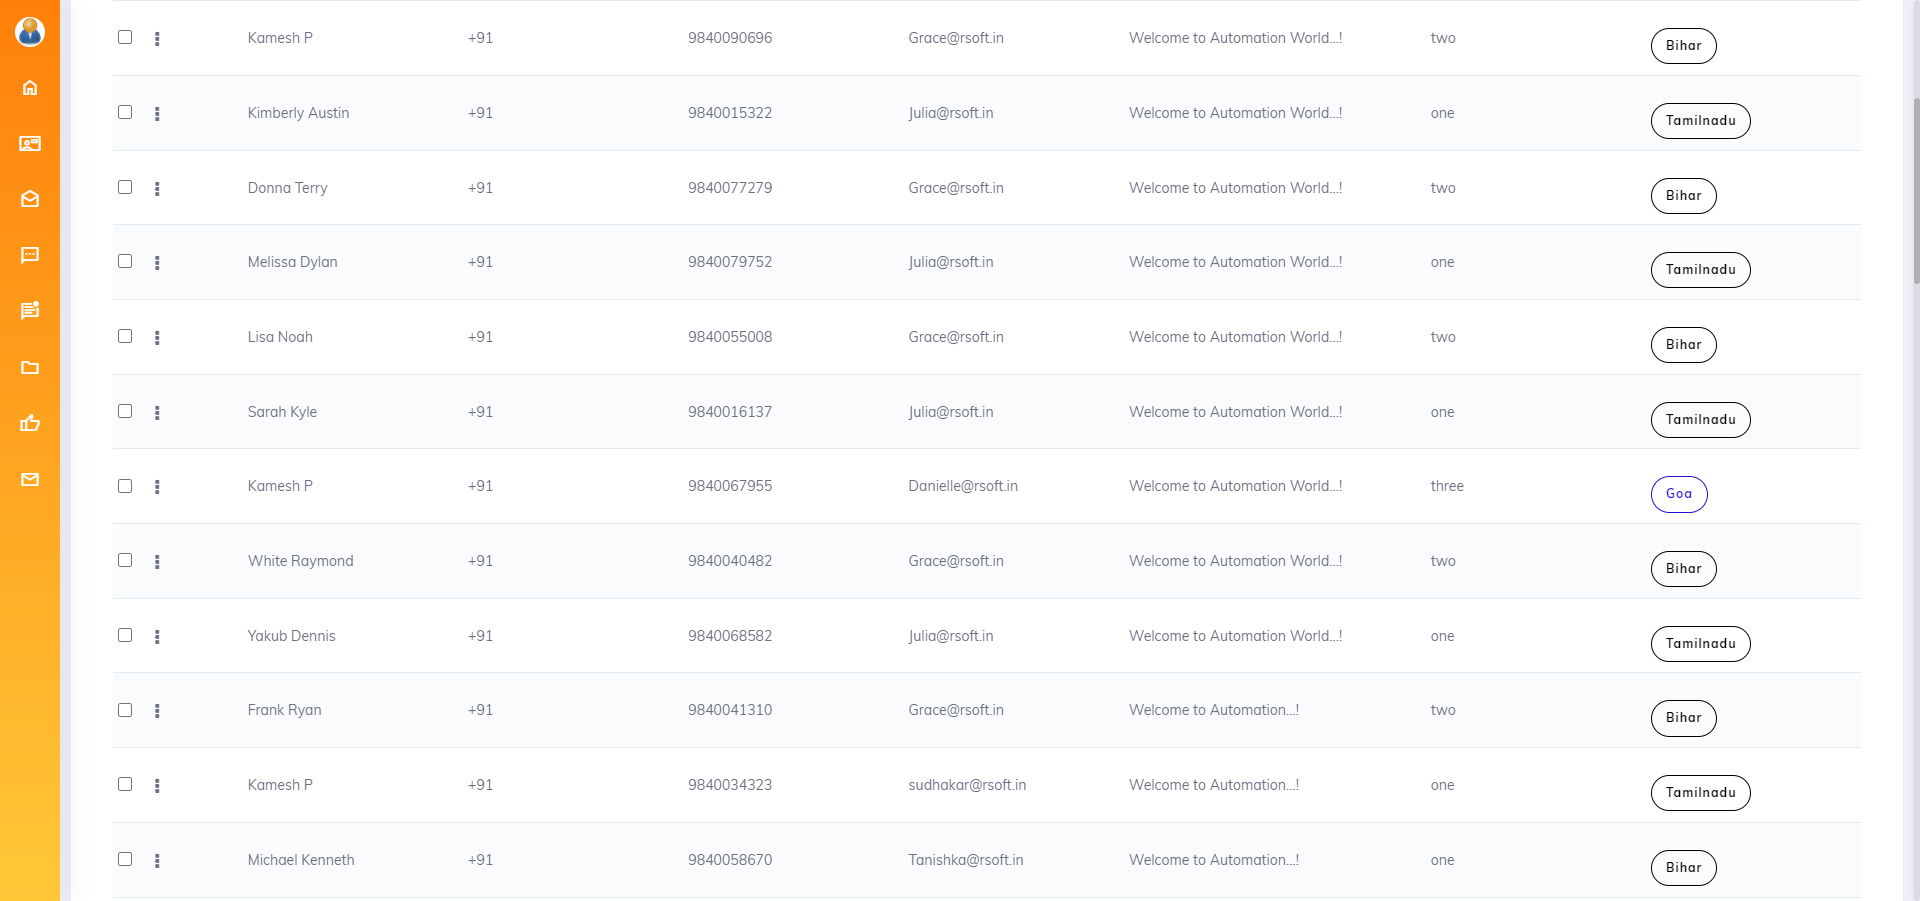 Kamesh P +91 9840090696 Grace@rsoft.in Welcome to Automation World...! two Bihar
Kimberly Austin +91 9840015322 Julia@rsoft.in Welcome to Automation World...! one Tamilnadu
Donna Terry +91 9840077279 Grace@rsoft.in Welcome to Automation World...! two Bihar
Melissa Dylan +91 9840079752 Julia@rsoft.in Welcome to Automation World...! one Tamilnadu
Lisa Noah +91 9840055008 Grace@rsoft.in Welcome to Automation World...! two Bihar
Sarah Kyle +91 9840016137 Julia@rsoft.in Welcome to Automation World...! one Tamilnadu
Kamesh P +91 9840067955 Danielle@rsoft.in Welcome to Automation World...! three Goa
White Raymond +91 9840040482 Grace@rsoft.in Welcome to Automation World...! two Bihar
Yakub Dennis +91 9840068582 Julia@rsoft.in Welcome to Automation World...! one Tamilnadu
Frank Ryan +91 9840041310 Grace@rsoft.in Welcome to Automation...! two Bihar
Kamesh P +91 9840034323 sudhakar@rsoft.in Welcome to Automation...! one Tamilnadu
Michael Kenneth +91 9840058670 Tanishka@rsoft.in Welcome to Automation...! one Bihar